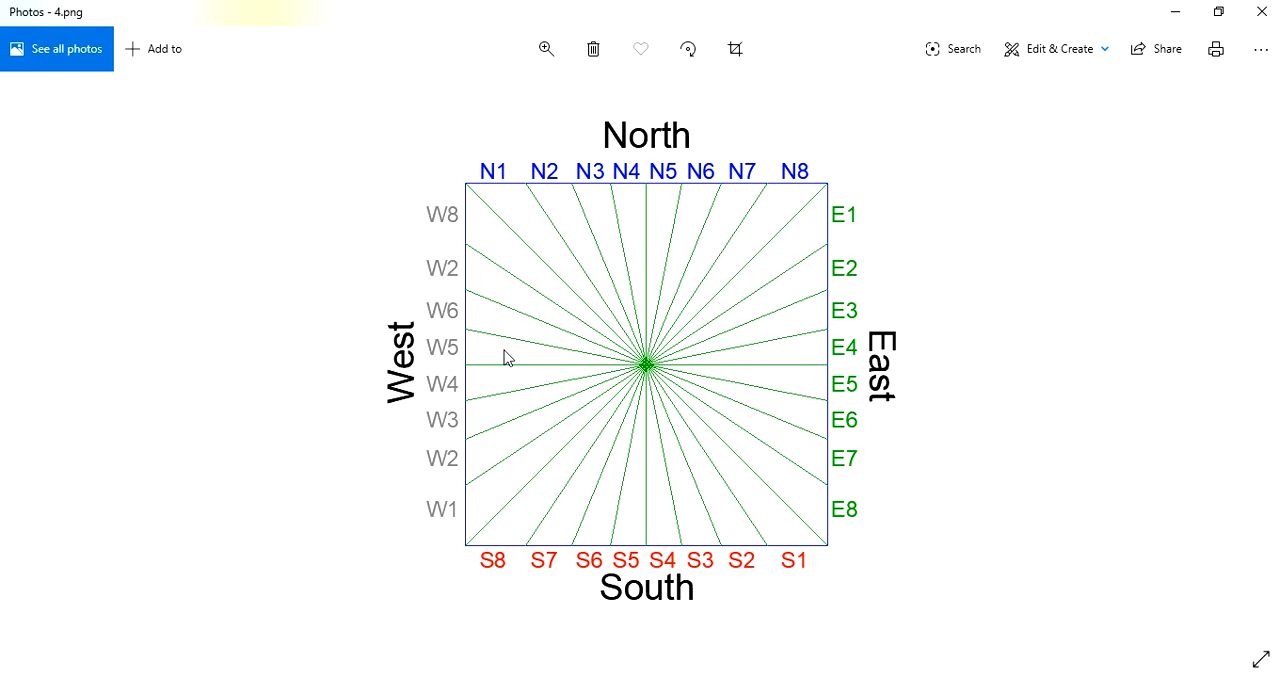 Photos - 4.png
See all photos
Add to
Search
Edit & Create
Share
North
N1 N2 N3 N4 N5 N6 N7 N8
W8 E1
W2 E2
W6 E3
W5 E4
W4 E5
W3 E6
W2 E7
W1 E8
West
East
S8 S7 S6 S5 S4 S3 S2 S1
South